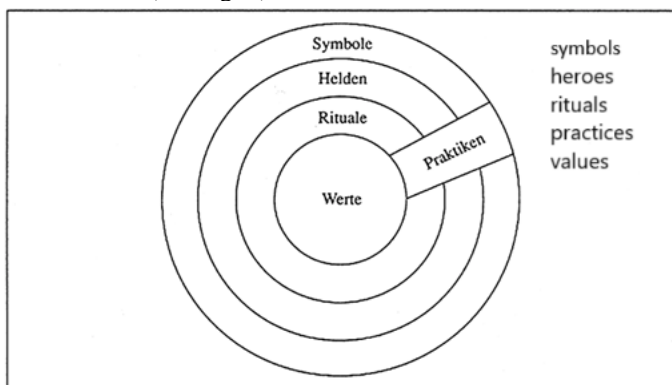 Symbole
Helden
Rituale
Praktiken
Werte
symbols
heroes
rituals
practices
values